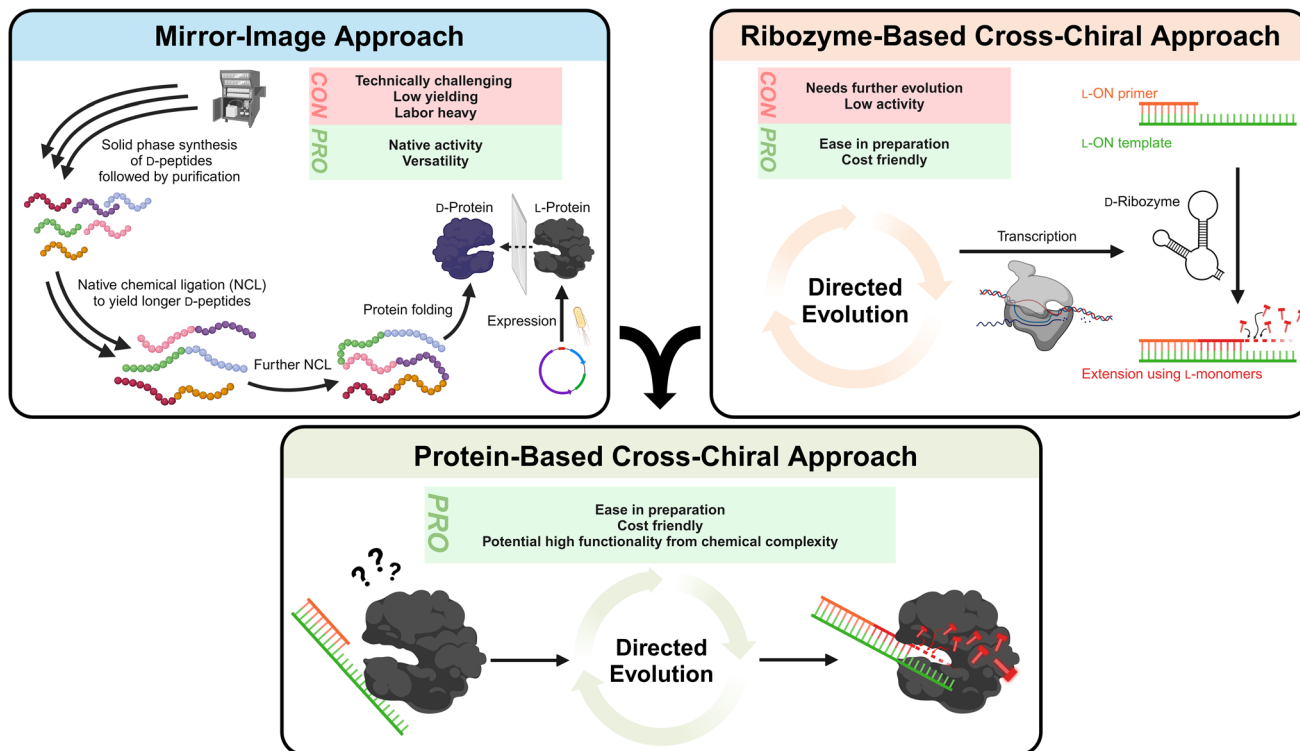 Mirror-Image Approach
CON
Technically challenging
Low yielding
Labor heavy
PRO
Native activity
Versatility
Solid phase synthesis
of D-peptides
followed by purification
Native chemical ligation (NCL)
to yield longer D-peptides
Further NCL
Protein folding
D-Protein
L-Protein
Expression
Ribozyme-Based Cross-Chiral Approach
CON
Needs further evolution
Low activity
PRO
Ease in preparation
Cost friendly
L-ON primer
L-ON template
Directed
Evolution
Transcription
D-Ribozyme
Extension using L-monomers
Protein-Based Cross-Chiral Approach
PRO
Ease in preparation
Cost friendly
Potential high functionality from chemical complexity
???
Directed
Evolution